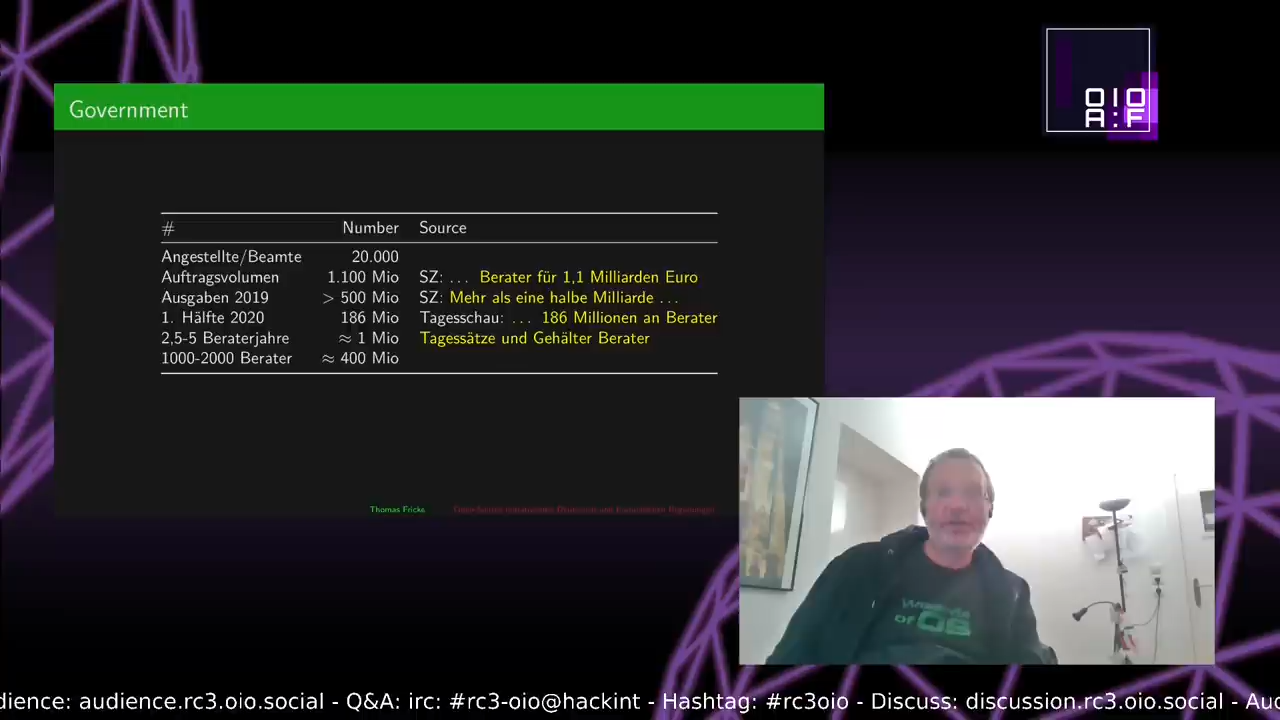 Government
# Number Source
Angestellte/Beamte 20.000
Auftragsvolumen 1.100 Mio SZ: ... Berater für 1,1 Milliarden Euro
Ausgaben 2019 > 500 Mio SZ: Mehr als eine halbe Milliarde ...
1. Hälfte 2020 186 Mio Tagesschau: ... 186 Millionen an Berater
2,5-5 Beraterjahre ≈ 1 Mio Tagessätze und Gehälter Berater
1000-2000 Berater ≈ 400 Mio
Thomas Fricke
OIO
A:F
of
dience: audience.rc3.oio.social - Q&A: irc: #rc3-oio@hackint - Hashtag: #rc3oio - Discuss: discussion.rc3.oio.social - Au